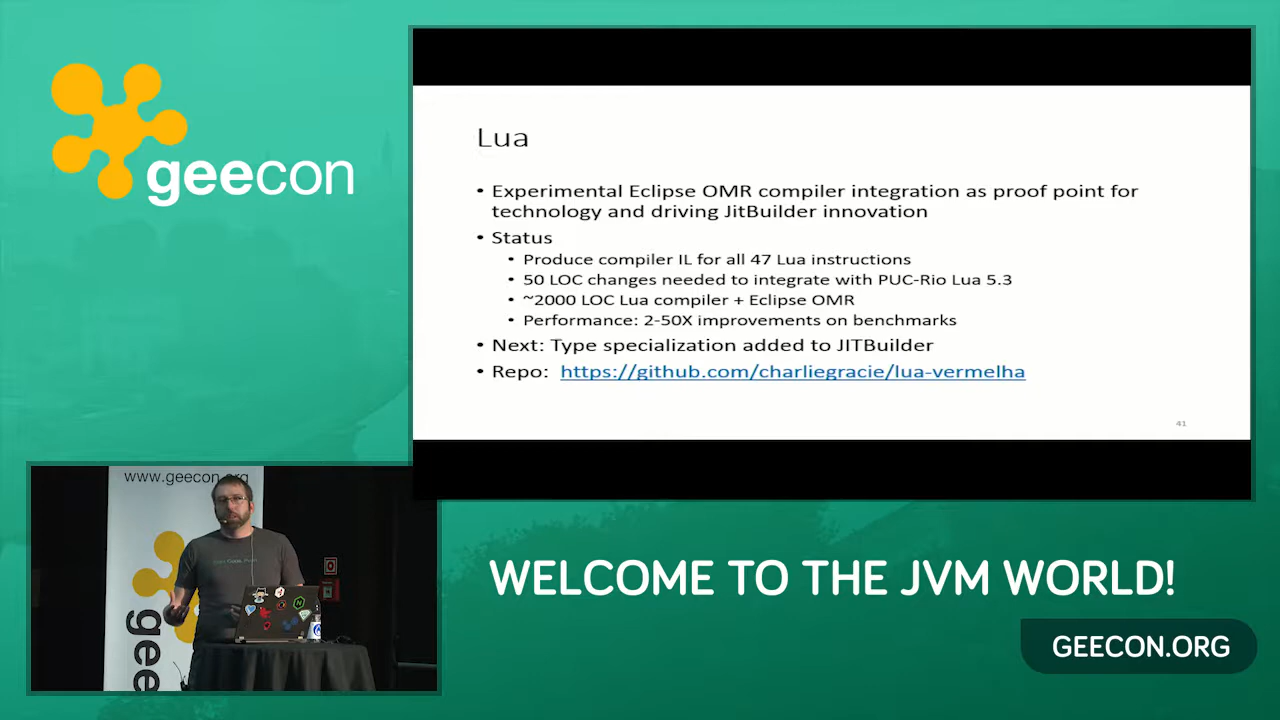 geecon
Lua
• Experimental Eclipse OMR compiler integration as proof point for
technology and driving JitBuilder innovation
• Status
• Produce compiler IL for all 47 Lua instructions
• 50 LOC changes needed to integrate with PUC-Rio Lua 5.3
• ~2000 LOC Lua compiler + Eclipse OMR
• Performance: 2-50X improvements on benchmarks
• Next: Type specialization added to JITBuilder
• Repo: https://github.com/charliegracie/lua-vermelha
41
www.geecon.org
geec
WELCOME TO THE JVM WORLD!
GEECON.ORG